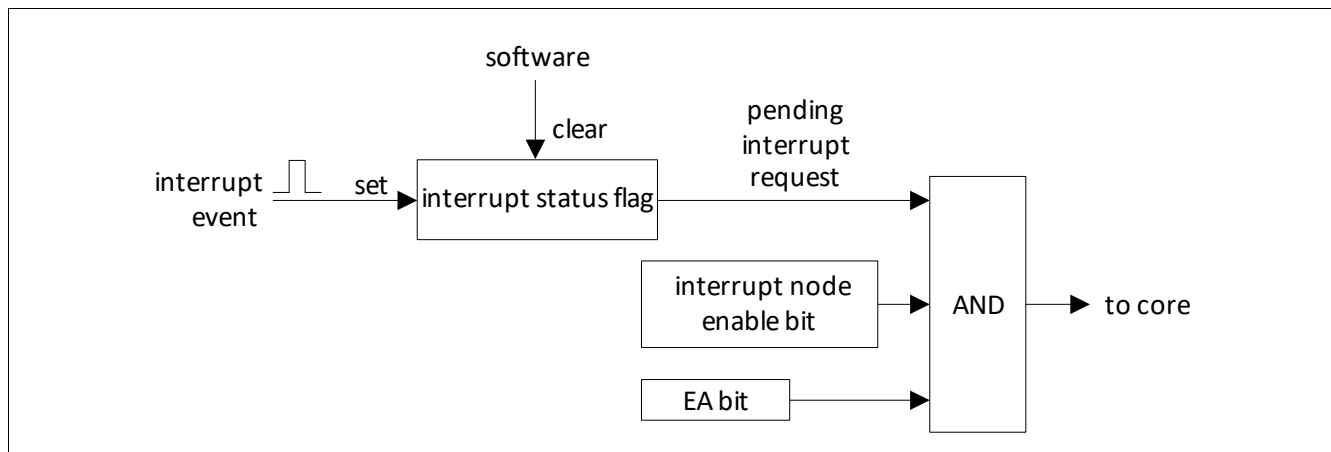 software
clear
pending
interrupt
request
interrupt
event
set
interrupt status flag
interrupt node
enable bit
AND
to core
EA bit